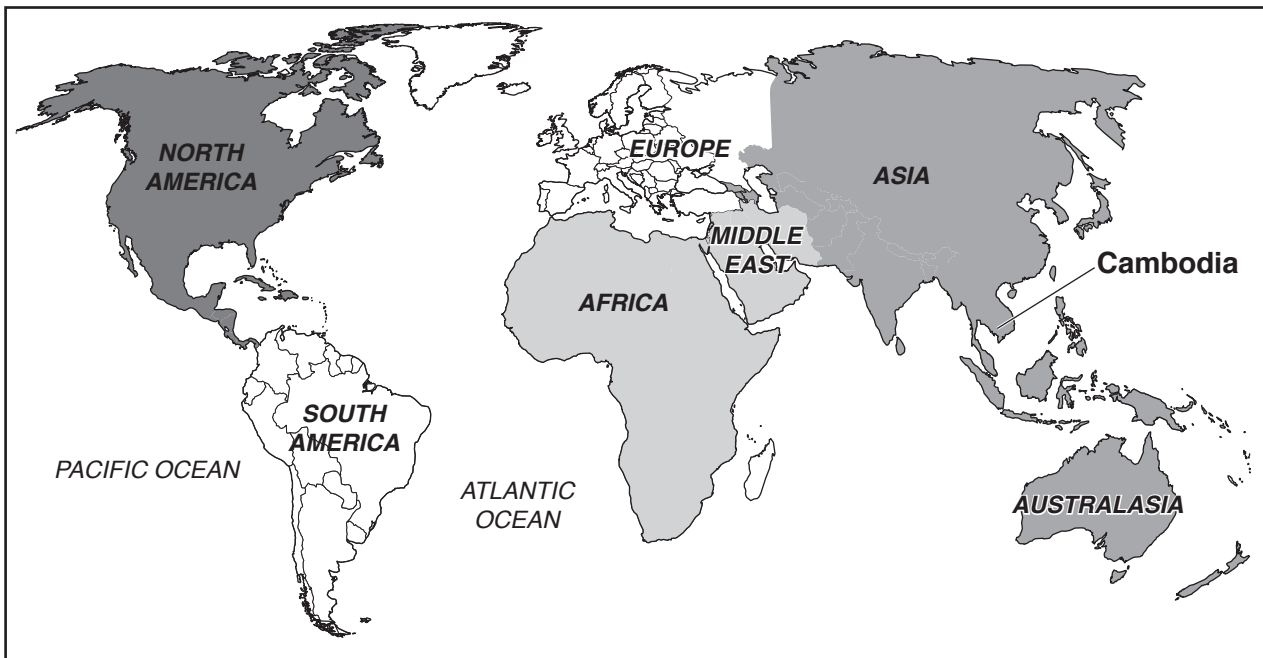 NORTH
AMERICA
EUROPE
ASIA
MIDDLE
EAST
Cambodia
AFRICA
SOUTH
AMERICA
PACIFIC OCEAN
ATLANTIC
OCEAN
AUSTRALASIA